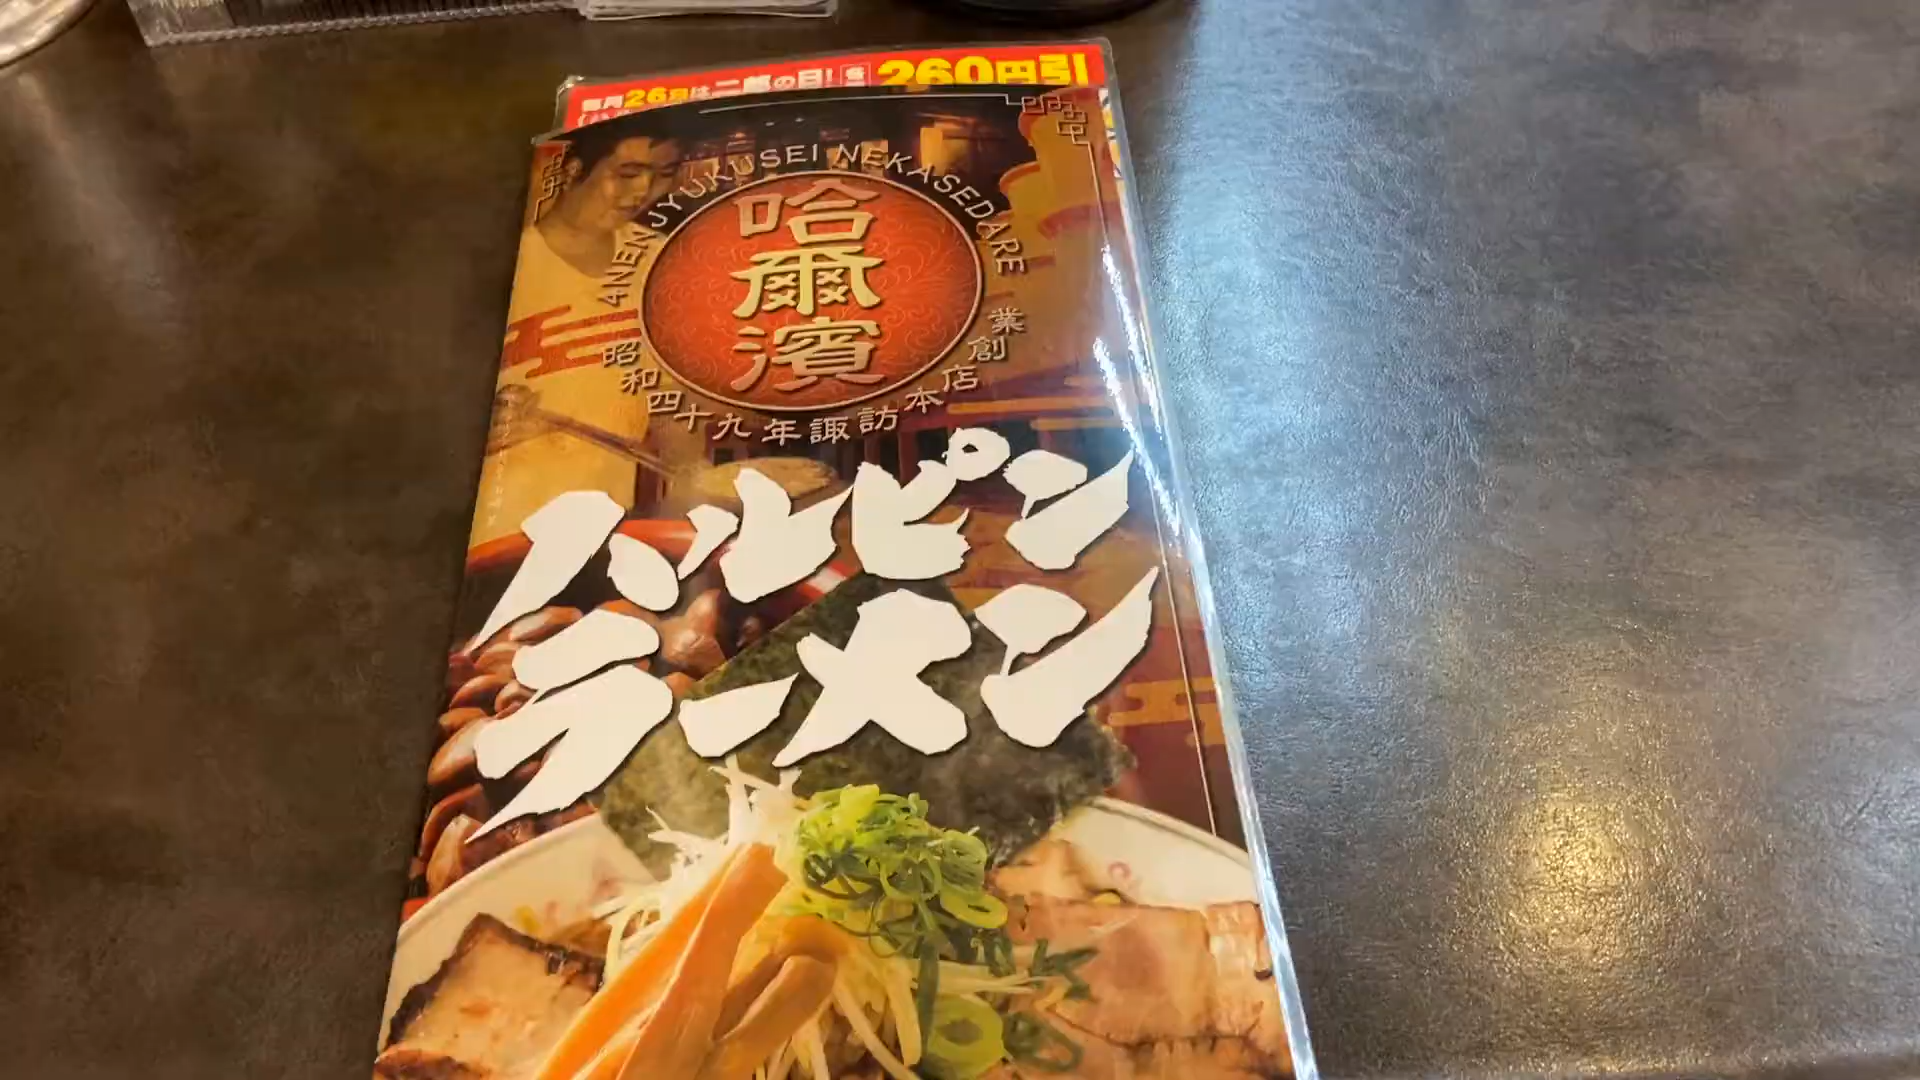 毎月26日は二郎の日! 各 260円引
4NEN JYUKUSEI NEKASEDARE
哈爾濱
昭和四十九年諏訪本店創業
ハルピン
ラーメン